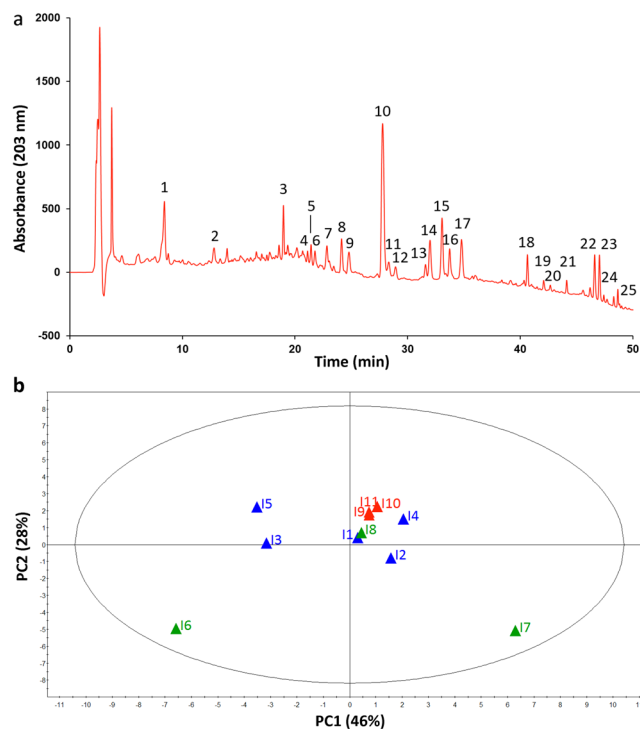 a
2000
1500
1000
500
0
-500
Absorbance (203 nm)
1 2 3 4 5 6 7 8 9 10 11 12 13 14 15 16 17 18 19 20 21 22 23 24 25
0 10 20 30 40 50
Time (min)
b
8
7
6
5
4
3
2
1
0
-1
-2
-3
-4
-5
-6
-7
-8
PC2 (28%)
I5
I3
I11 I10
I9
I4
I8
I1
I2
I6
I7
-11 -10 -9 -8 -7 -6 -5 -4 -3 -2 -1 0 1 2 3 4 5 6 7 8 9 10 11
PC1 (46%)